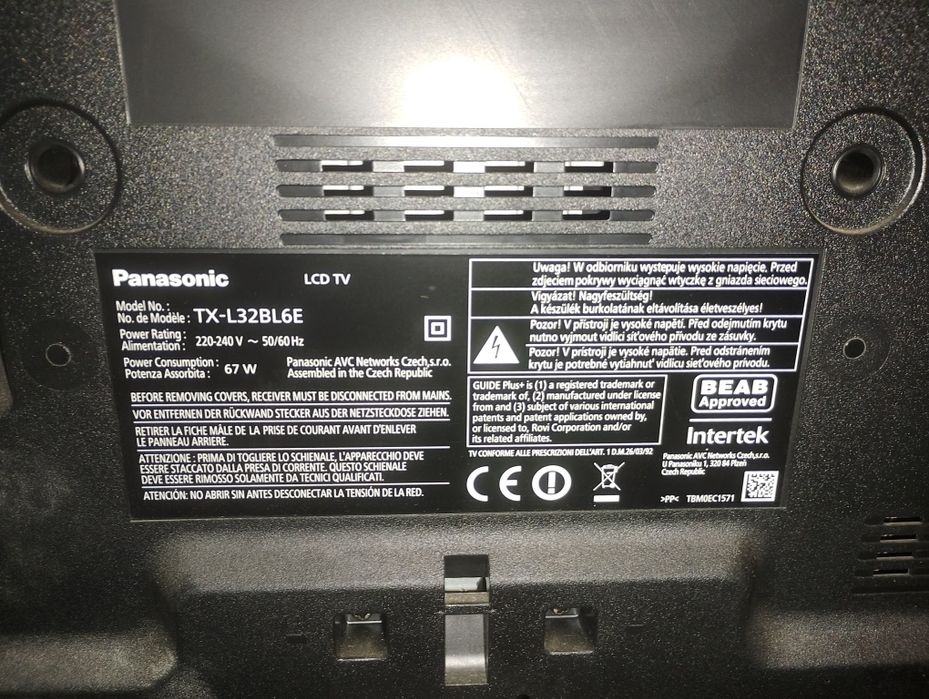 Panasonic
LCD TV
Model No. :
No. de Modèle : TX-L32BL6E
Power Rating :
Alimentation : 220-240 V ~ 50/60 Hz
Power Consumption :
Potenza Assorbita : 67 W
Panasonic AVC Networks Czech,s.r.o.
Assembled in the Czech Republic
BEFORE REMOVING COVERS, RECEIVER MUST BE DISCONNECTED FROM MAINS.
VOR ENTFERNEN DER RÜCKWAND STECKER AUS DER NETZSTECKDOSE ZIEHEN.
RETIRER LA FICHE MÂLE DE LA PRISE DE COURANT AVANT D'ENLEVER
LE PANNEAU ARRIERE.
ATTENZIONE : PRIMA DI TOGLIERE LO SCHIENALE, L'APPARECCHIO DEVE
ESSERE STACCATO DALLA PRESA DI CORRENTE. QUESTO SCHIENALE
DEVE ESSERE RIMOSSO SOLAMENTE DA TECNICI QUALIFICATI.
ATENCIÓN: NO ABRIR SIN ANTES DESCONECTAR LA TENSIÓN DE LA RED.
Uwaga! W odbiorniku wystepuje wysokie napięcie. Przed
zdjeciem pokrywy wyciągnąć wtyczkę z gniazda sieciowego.
Vigyázat! Nagyfeszültség!
A készülék burkolatának eltávolítása életveszélyes!
Pozor! V přístroji je vysoké napětí. Před odejmutím krytu
nutno vyjmout vidlici síťového přívodu ze zásuvky.
Pozor! V prístroji je vysoké napätie. Pred odstránením
krytu je potrebné vytiahnuť vidlicu sieťového prívodu.
GUIDE Plus+ is (1) a registered trademark or
trademark of, (2) manufactured under license
from and (3) subject of various international
patents and patent applications owned by,
or licensed to, Rovi Corporation and/or
its related affiliates.
TV CONFORME ALLE PRESCRIZIONI DELL'ART. 1 D.M.26/03/92
BEAB
Approved
Intertek
Panasonic AVC Networks Czech,s.r.o.
U Panasoniku 1, 320 84 Plzeň
Czech Republic
CE
>PP< TBM0EC1571